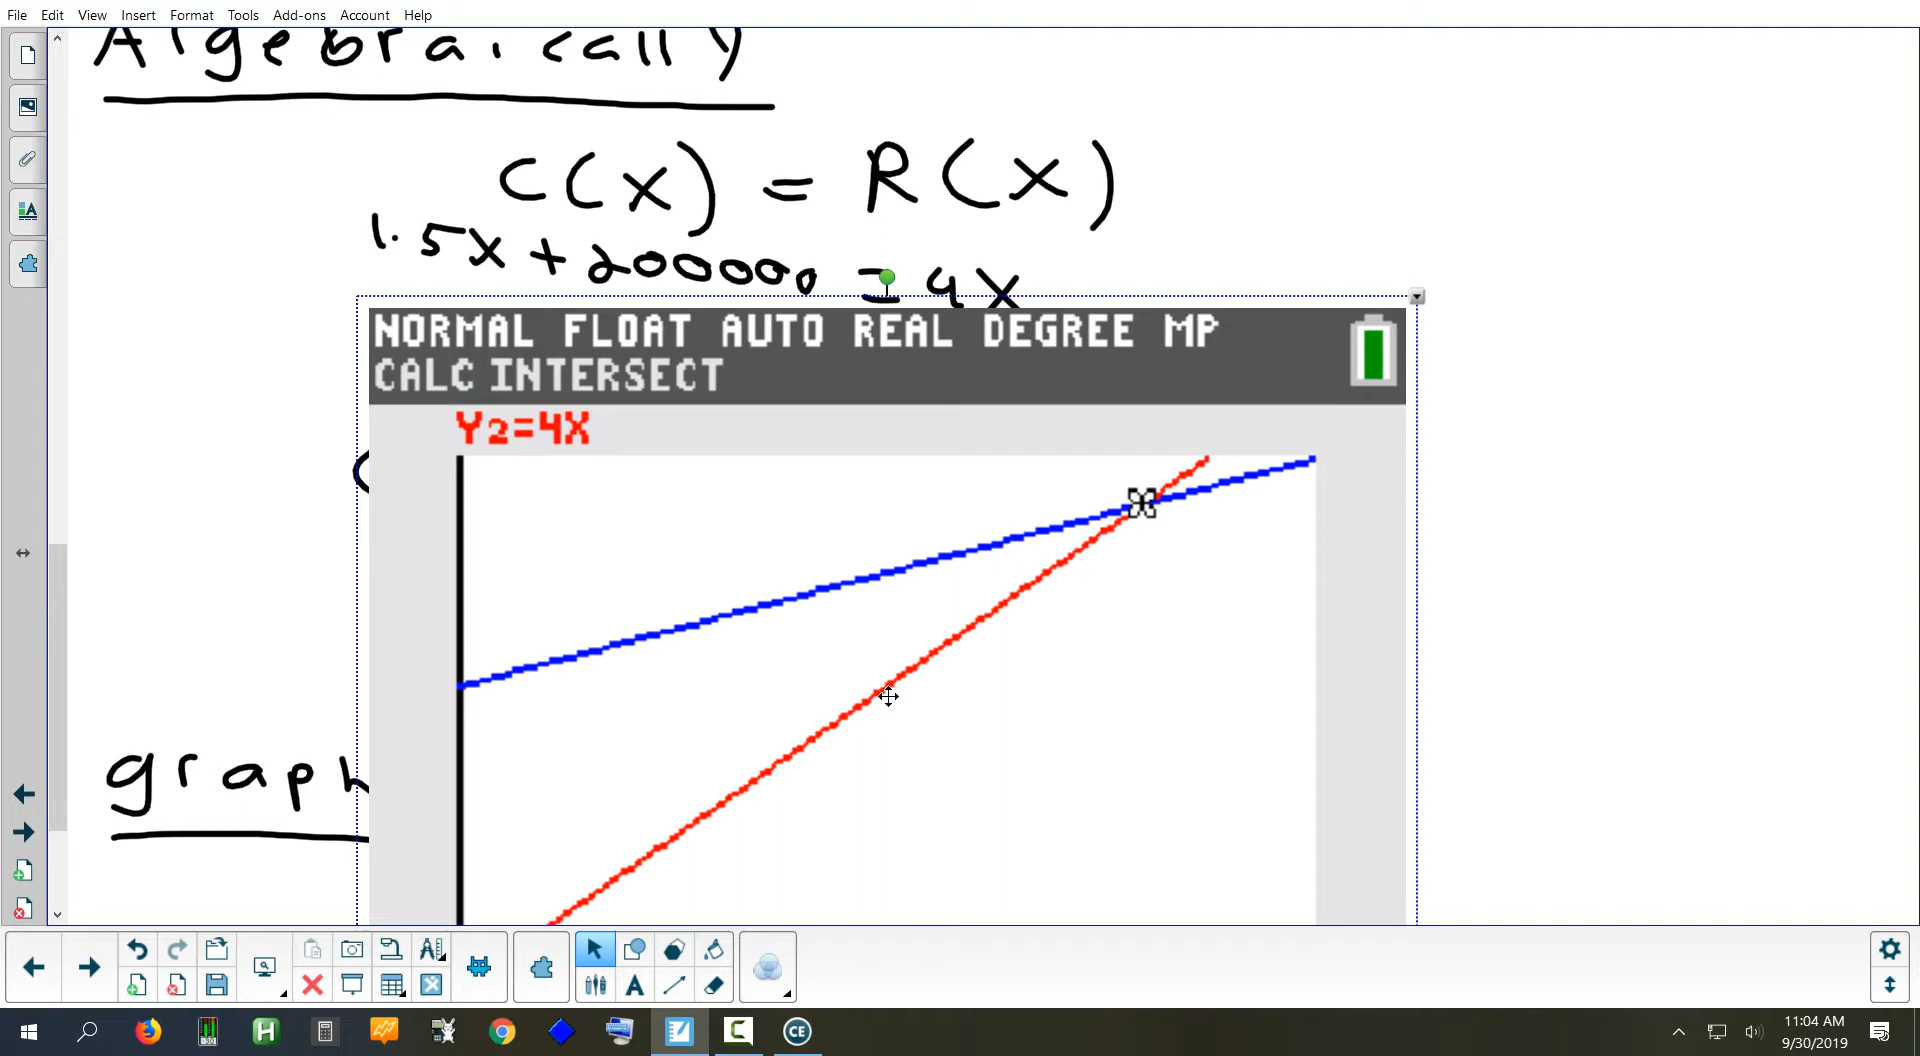 File Edit View Insert Format Tools Add-ons Account Help
Algebraically
C(x) = R(x)
1.5x + 200000 = 4x
NORMAL FLOAT AUTO REAL DEGREE MP
CALC INTERSECT
Y2=4X
graph
11:04 AM
9/30/2019